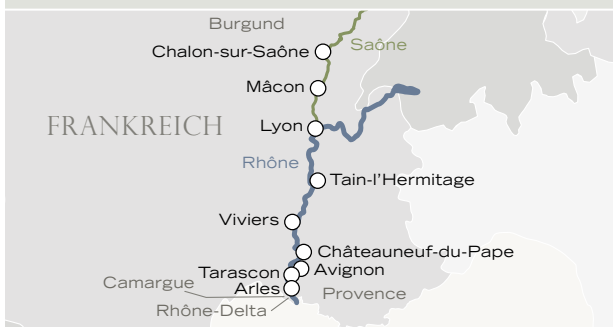 Burgund
Chalon-sur-Saône
Saône
Mâcon
FRANKREICH
Lyon
Rhône
Tain-l'Hermitage
Viviers
Châteauneuf-du-Pape
Tarascon
Avignon
Camargue
Arles
Provence
Rhône-Delta